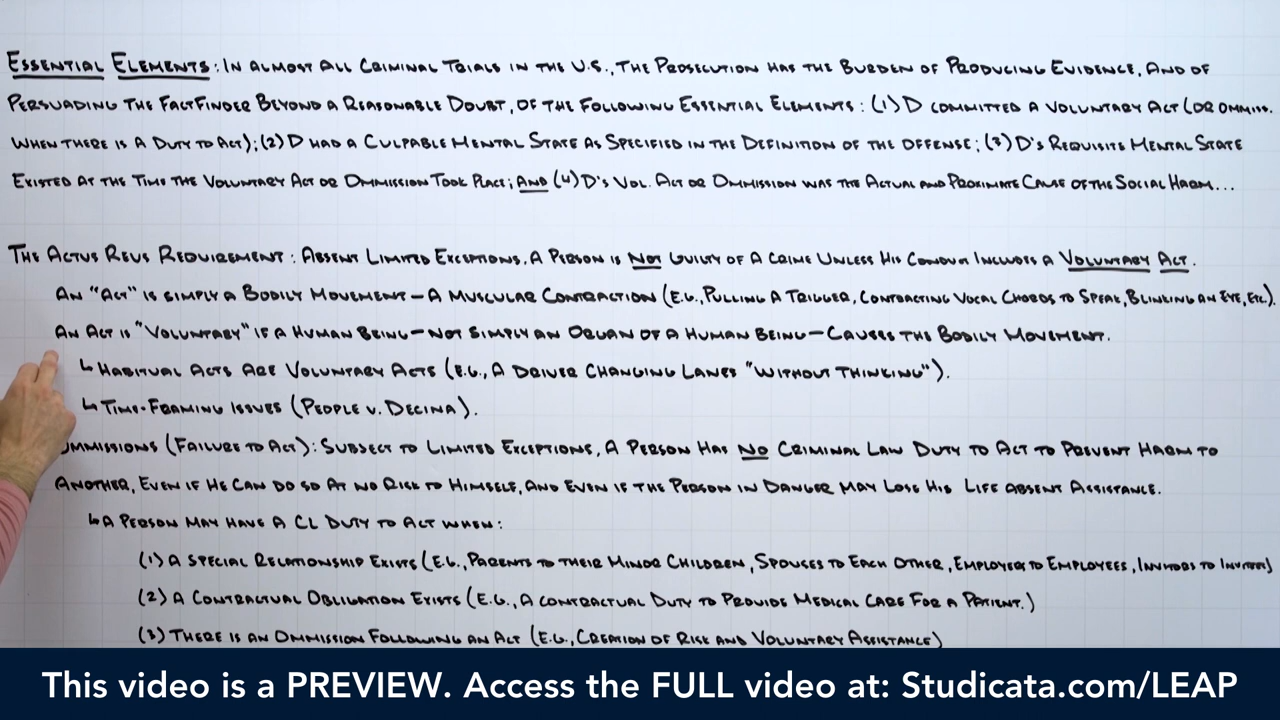 ESSENTIAL ELEMENTS: IN ALMOST ALL CRIMINAL TRIALS IN THE U.S., THE PROSECUTION HAS THE BURDEN OF PRODUCING EVIDENCE, AND OF
PERSUADING THE FACTFINDER BEYOND A REASONABLE DOUBT, OF THE FOLLOWING ESSENTIAL ELEMENTS: (1) D COMMITTED A VOLUNTARY ACT (OR OMMISS.
WHEN THERE IS A DUTY TO ACT); (2) D HAD A CULPABLE MENTAL STATE AS SPECIFIED IN THE DEFINITION OF THE OFFENSE; (3) D'S REQUISITE MENTAL STATE
EXISTED AT THE TIME THE VOLUNTARY ACT OR OMMISSION TOOK PLACE; AND (4) D'S VOL. ACT OR OMMISSION WAS THE ACTUAL AND PROXIMATE CAUSE OF THE SOCIAL HARM...
THE ACTUS REUS REQUIREMENT: ABSENT LIMITED EXCEPTIONS, A PERSON IS NOT GUILTY OF A CRIME UNLESS HIS CONDUCT INCLUDES A VOLUNTARY ACT.
AN "ACT" IS SIMPLY A BODILY MOVEMENT – A MUSCULAR CONTRACTION (E.G., PULLING A TRIGGER, CONTRACTING VOCAL CHORDS TO SPEAK, BLINKING AN EYE, ETC.).
AN ACT IS "VOLUNTARY" IF A HUMAN BEING – NOT SIMPLY AN ORGAN OF A HUMAN BEING – CAUSES THE BODILY MOVEMENT.
↳ HABITUAL ACTS ARE VOLUNTARY ACTS (E.G., A DRIVER CHANGING LANES "WITHOUT THINKING").
↳ TIME-FRAMING ISSUES (PEOPLE V. DECINA).
OMMISSIONS (FAILURE TO ACT): SUBJECT TO LIMITED EXCEPTIONS, A PERSON HAS NO CRIMINAL LAW DUTY TO ACT TO PREVENT HARM TO
ANOTHER, EVEN IF HE CAN DO SO AT NO RISK TO HIMSELF, AND EVEN IF THE PERSON IN DANGER MAY LOSE HIS LIFE ABSENT ASSISTANCE.
↳ A PERSON MAY HAVE A CL DUTY TO ACT WHEN:
(1) A SPECIAL RELATIONSHIP EXISTS (E.G., PARENTS TO THEIR MINOR CHILDREN, SPOUSES TO EACH OTHER, EMPLOYERS TO EMPLOYEES, INVITORS TO INVITEES)
(2) A CONTRACTUAL OBLIGATION EXISTS (E.G., A CONTRACTUAL DUTY TO PROVIDE MEDICAL CARE FOR A PATIENT.)
(3) THERE IS AN OMMISSION FOLLOWING AN ACT (E.G., CREATION OF RISK AND VOLUNTARY ASSISTANCE)
This video is a PREVIEW. Access the FULL video at: Studicata.com/LEAP